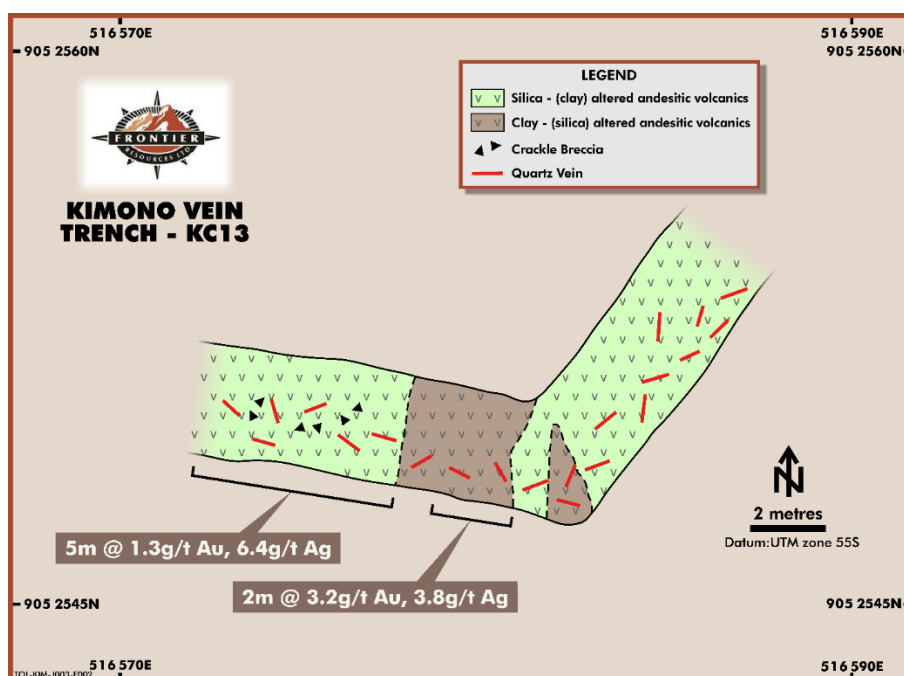 516 570E
516 590E
905 2560N
905 2560N
LEGEND
Silica - (clay) altered andesitic volcanics
Clay - (silica) altered andesitic volcanics
Crackle Breccia
Quartz Vein
FRONTIER
RESOURCES LTD
KIMONO VEIN
TRENCH - KC13
N
2 metres
Datum:UTM zone 55S
5m @ 1.3g/t Au, 6.4g/t Ag
2m @ 3.2g/t Au, 3.8g/t Ag
905 2545N
905 2545N
516 570E
516 590E